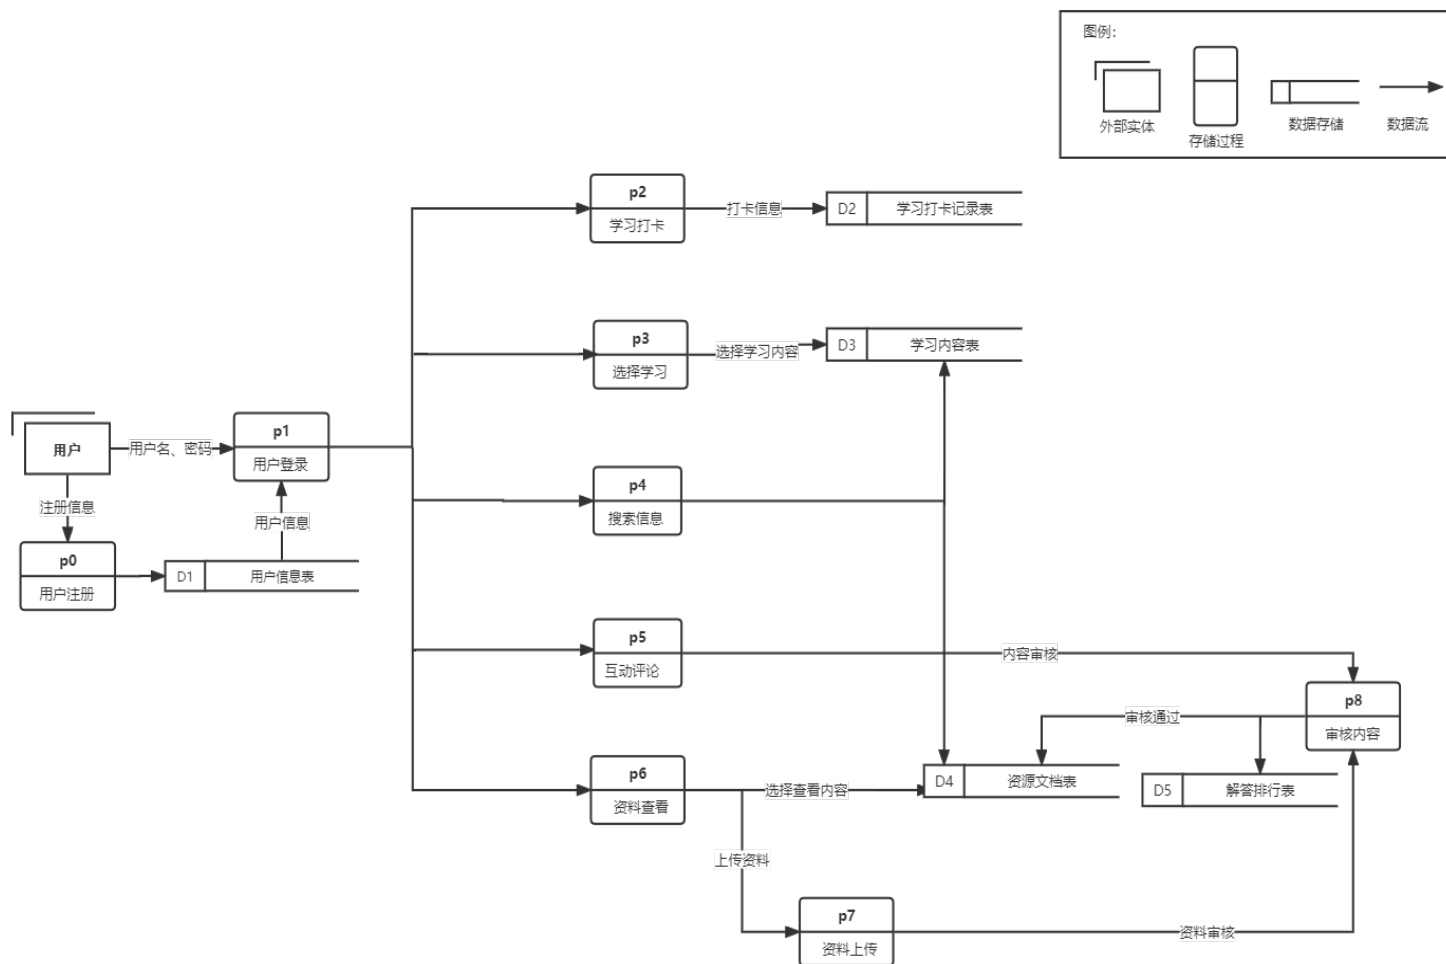 图例：
外部实体
存储过程
数据存储
数据流
p2
学习打卡
打卡信息
D2
学习打卡记录表
p3
选择学习
选择学习内容
D3
学习内容表
用户
用户名、密码
p1
用户登录
注册信息
用户信息
p0
用户注册
D1
用户信息表
p4
搜索信息
p5
互动评论
内容审核
p8
审核内容
审核通过
p6
资料查看
选择查看内容
D4
资源文档表
D5
解答排行表
上传资料
p7
资料上传
资料审核